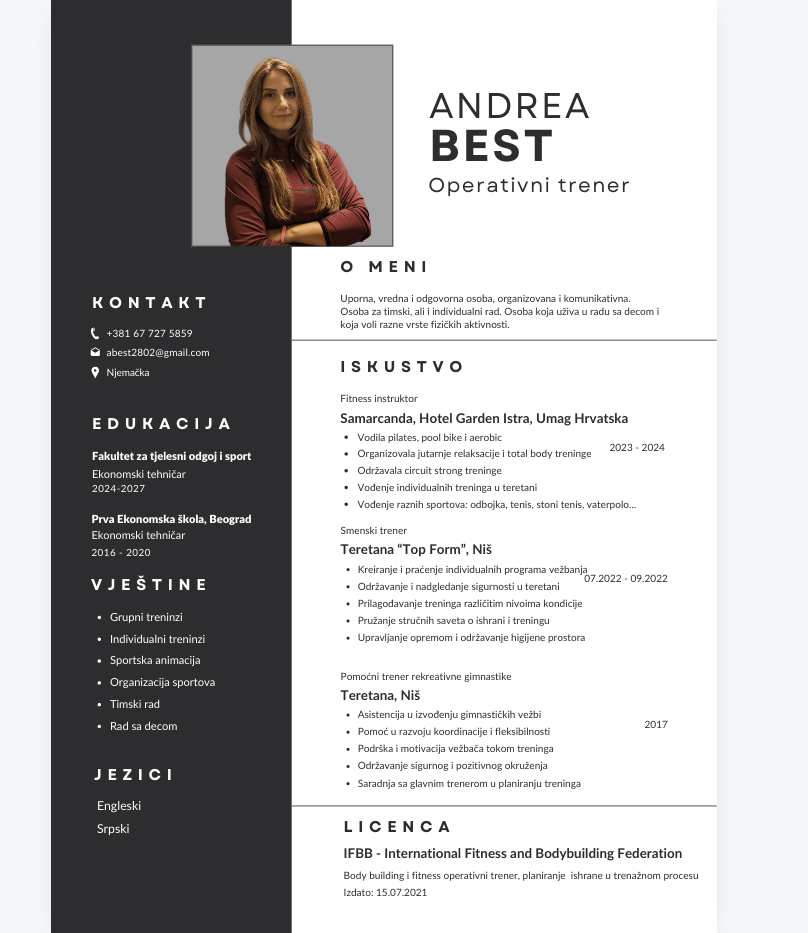 ANDREA
BEST
Operativni trener
KONTAKT
+381 67 727 5859
abest2802@gmail.com
Njemačka
EDUKACIJA
Fakultet za tjelesni odgoj i sport
Ekonomski tehničar
2024-2027
Prva Ekonomska škola, Beograd
Ekonomski tehničar
2016 - 2020
VJEŠTINE
• Grupni treninzi
• Individualni treninzi
• Sportska animacija
• Organizacija sportova
• Timski rad
• Rad sa decom
JEZICI
Engleski
Srpski
O MENI
Uporna, vredna i odgovorna osoba, organizovana i komunikativna.
Osoba za timski, ali i individualni rad. Osoba koja uživa u radu sa decom i
koja voli razne vrste fizičkih aktivnosti.
ISKUSTVO
Fitness instruktor
Samarcanda, Hotel Garden Istra, Umag Hrvatska
2023 - 2024
• Vodila pilates, pool bike i aerobic
• Organizovala jutarnje relaksacije i total body treninge
• Održavala circuit strong treninge
• Vođenje individualnih treninga u teretani
• Vođenje raznih sportova: odbojka, tenis, stoni tenis, vaterpolo...
Smenski trener
Teretana “Top Form”, Niš
07.2022 - 09.2022
• Kreiranje i praćenje individualnih programa vežbanja
• Održavanje i nadgledanje sigurnosti u teretani
• Prilagođavanje treninga različitim nivoima kondicije
• Pružanje stručnih saveta o ishrani i treningu
• Upravljanje opremom i održavanje higijene prostora
Pomoćni trener rekreativne gimnastike
Teretana, Niš
2017
• Asistencija u izvođenju gimnastičkih vežbi
• Pomoć u razvoju koordinacije i fleksibilnosti
• Podrška i motivacija vežbača tokom treninga
• Održavanje sigurnog i pozitivnog okruženja
• Saradnja sa glavnim trenerom u planiranju treninga
LICENCA
IFBB - International Fitness and Bodybuilding Federation
Body building i fitness operativni trener, planiranje ishrane u trenažnom procesu
Izdato: 15.07.2021